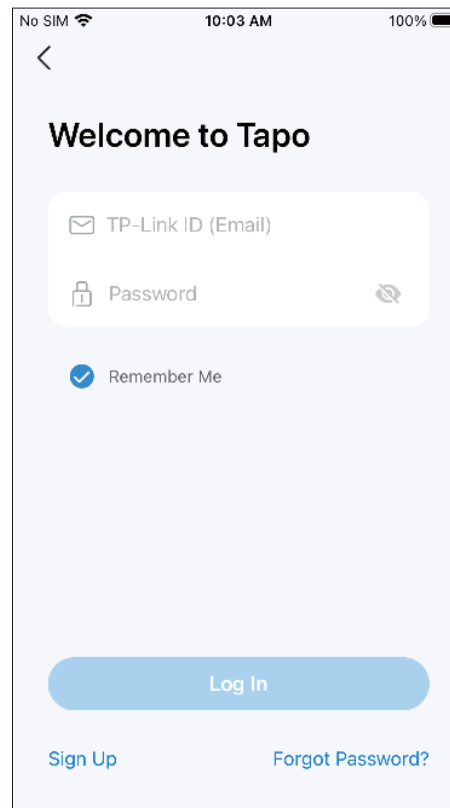 No SIM 10:03 AM 100%
Welcome to Tapo
TP-Link ID (Email)
Password
Remember Me
Log In
Sign Up Forgot Password?